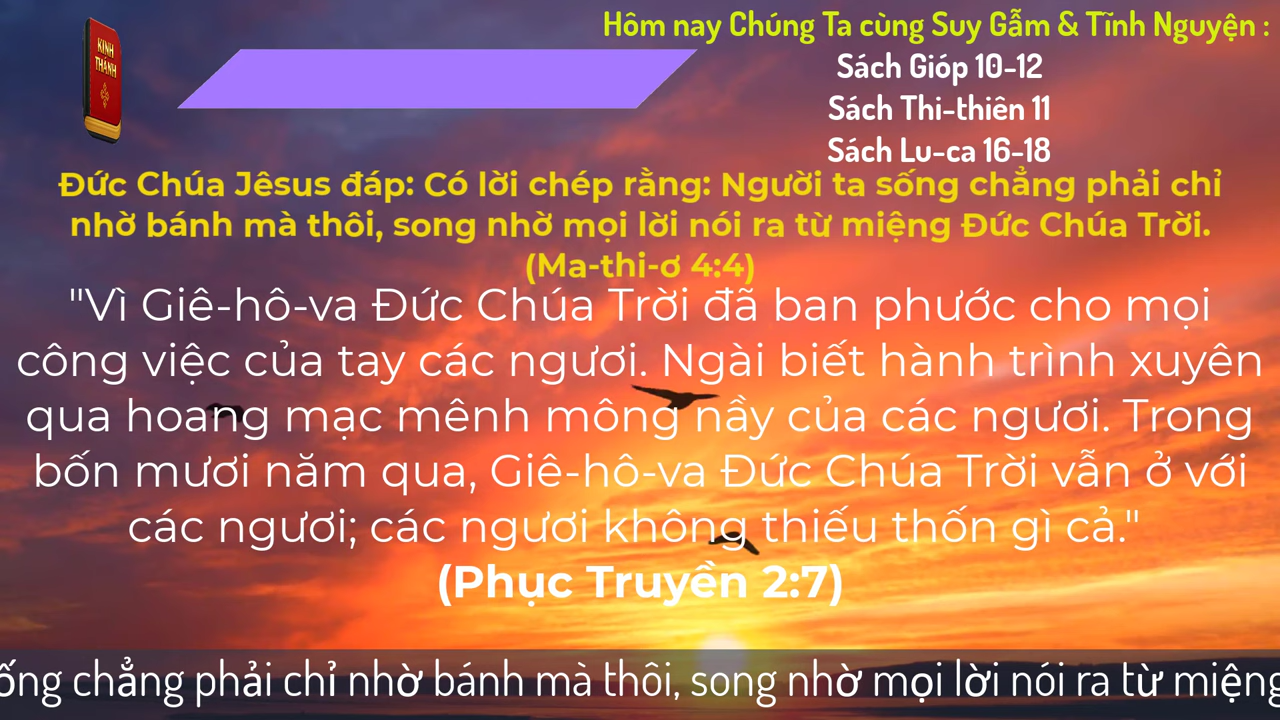 KINH
THÁNH
Hôm nay Chúng Ta cùng Suy Gẫm & Tĩnh Nguyện :
Sách Gióp 10-12
Sách Thi-thiên 11
Sách Lu-ca 16-18
Đức Chúa Jêsus đáp: Có lời chép rằng: Người ta sống chẳng phải chỉ
nhờ bánh mà thôi, song nhờ mọi lời nói ra từ miệng Đức Chúa Trời.
(Ma-thi-ơ 4:4)
"Vì Giê-hô-va Đức Chúa Trời đã ban phước cho mọi
công việc của tay các ngươi. Ngài biết hành trình xuyên
qua hoang mạc mênh mông nầy của các ngươi. Trong
bốn mươi năm qua, Giê-hô-va Đức Chúa Trời vẫn ở với
các ngươi; các ngươi không thiếu thốn gì cả."
(Phục Truyền 2:7)
ống chẳng phải chỉ nhờ bánh mà thôi, song nhờ mọi lời nói ra từ miệng